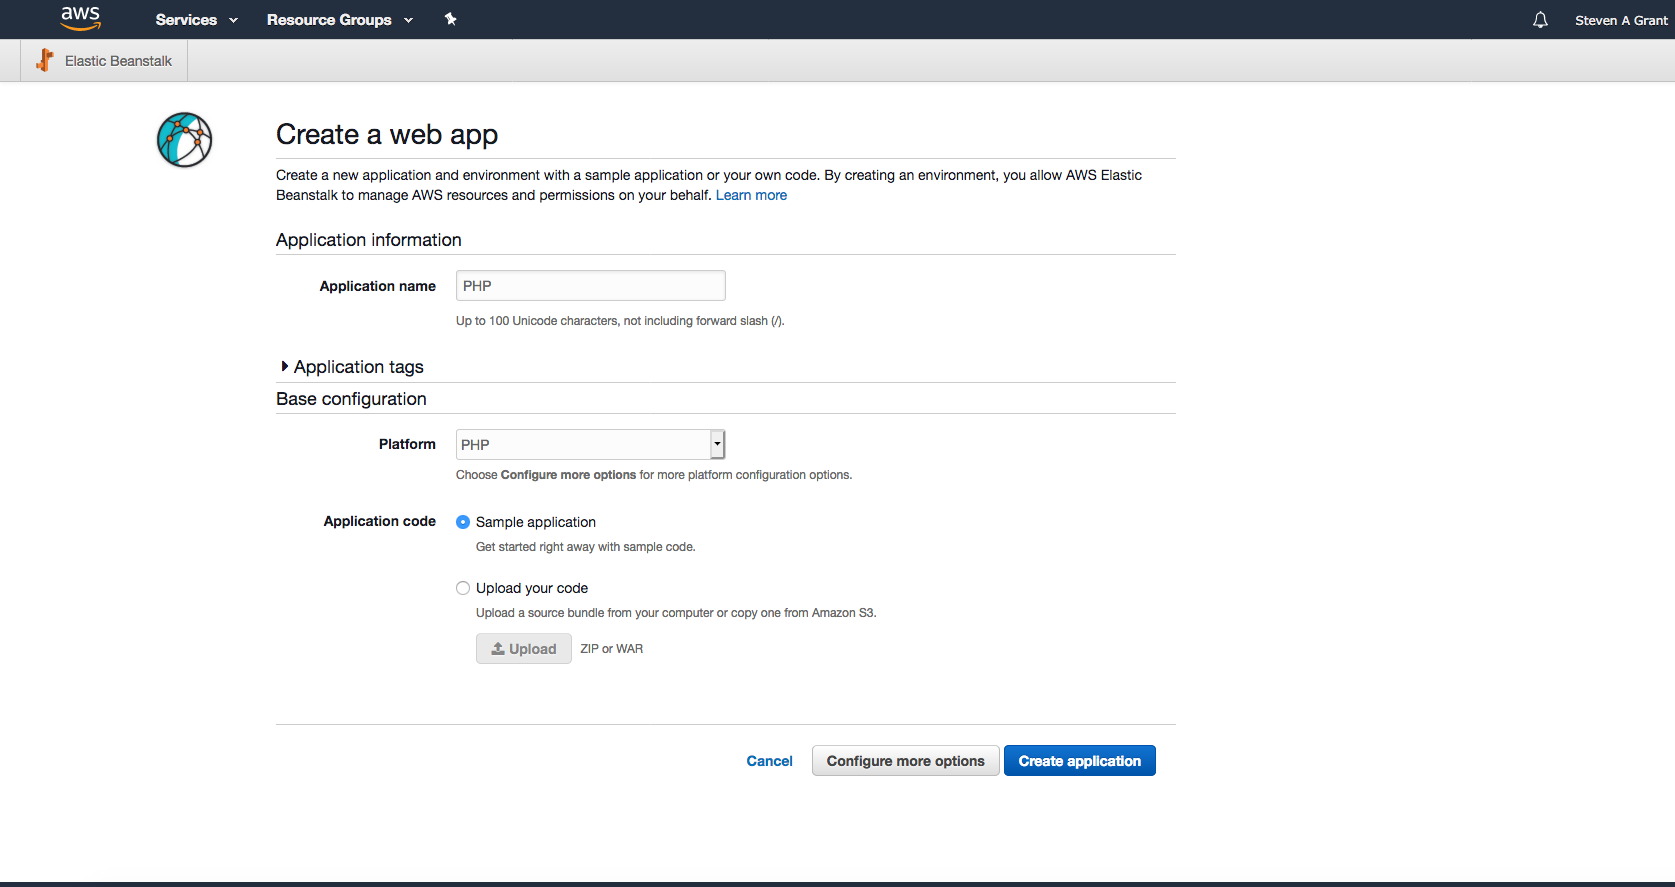 aws Services Resource Groups Steven A Grant
Elastic Beanstalk
Create a web app
Create a new application and environment with a sample application or your own code. By creating an environment, you allow AWS Elastic
Beanstalk to manage AWS resources and permissions on your behalf. Learn more
Application information
Application name PHP
Up to 100 Unicode characters, not including forward slash (/).
Application tags
Base configuration
Platform PHP
Choose Configure more options for more platform configuration options.
Application code Sample application
Get started right away with sample code.
Upload your code
Upload a source bundle from your computer or copy one from Amazon S3.
Upload ZIP or WAR
Cancel Configure more options Create application